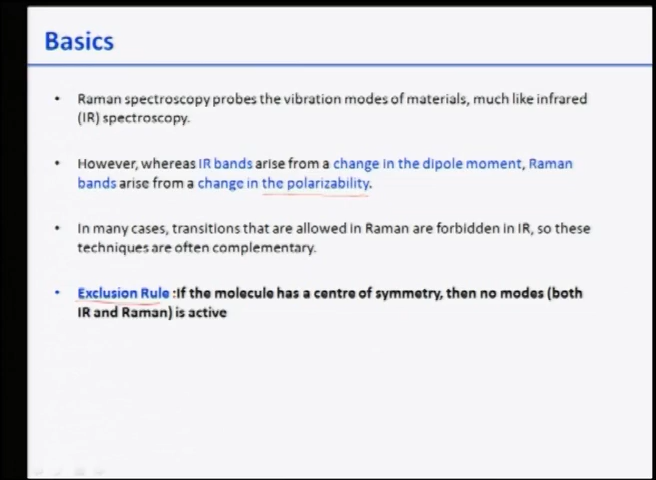 Basics
• Raman spectroscopy probes the vibration modes of materials, much like infrared
(IR) spectroscopy.
• However, whereas IR bands arise from a change in the dipole moment, Raman
bands arise from a change in the polarizability.
• In many cases, transitions that are allowed in Raman are forbidden in IR, so these
techniques are often complementary.
• Exclusion Rule :If the molecule has a centre of symmetry, then no modes (both
IR and Raman) is active